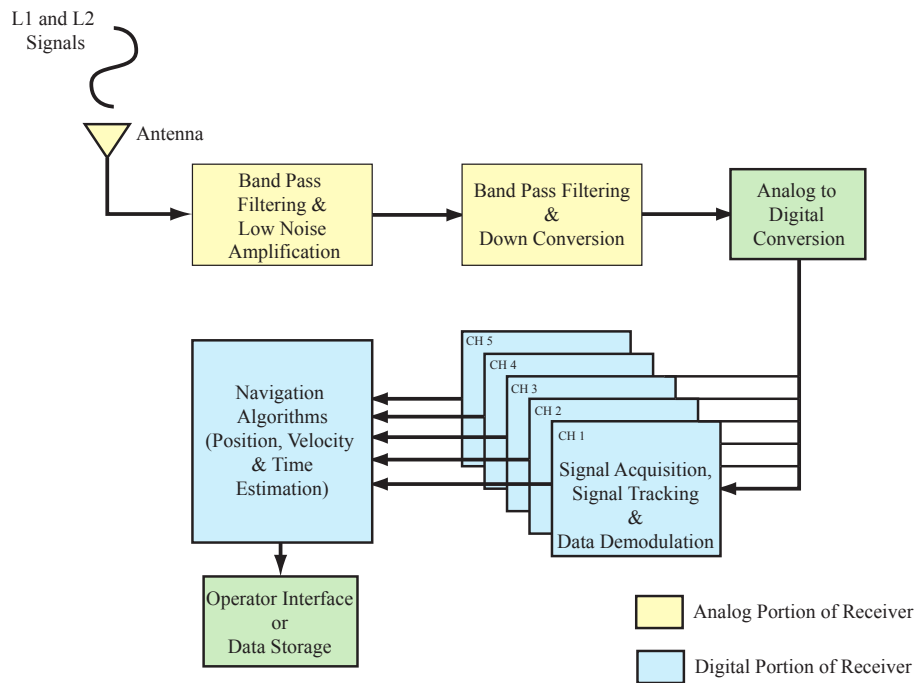 L1 and L2
Signals
Antenna
Band Pass
Filtering &
Low Noise
Amplification
Band Pass Filtering
&
Down Conversion
Analog to
Digital
Conversion
Navigation
Algorithms
(Position, Velocity
& Time
Estimation)
CH 5
CH 4
CH 3
CH 2
CH 1
Signal Acquisition,
Signal Tracking
&
Data Demodulation
Operator Interface
or
Data Storage
Analog Portion of Receiver
Digital Portion of Receiver